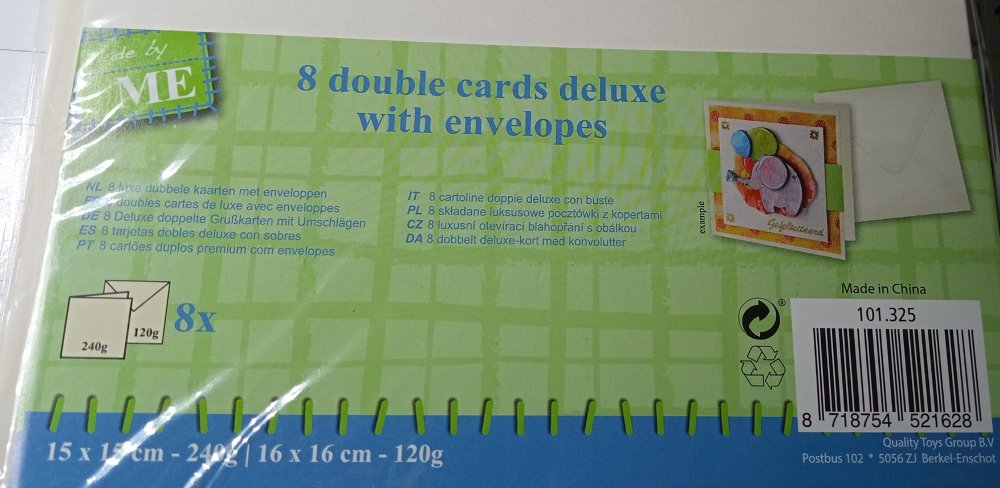 made by
ME
8 double cards deluxe
with envelopes
NL 8 luxe dubbele kaarten met enveloppen
FR 8 doubles cartes de luxe avec enveloppes
DE 8 Deluxe doppelte Grußkarten mit Umschlägen
ES 8 tarjetas dobles deluxe con sobres
PT 8 cartões duplos premium com envelopes
IT 8 cartoline doppie deluxe con buste
PL 8 składane luksusowe pocztówki z kopertami
CZ 8 luxusní otevírací blahopřání s obálkou
DA 8 dobbelt deluxe-kort med konvolutter
example
Gefeliciteerd
240g
120g
8x
Made in China
®
101.325
8 718754 521628
15 x 15 cm - 240g | 16 x 16 cm - 120g
Quality Toys Group B.V
Postbus 102 * 5056 ZJ Berkel-Enschot